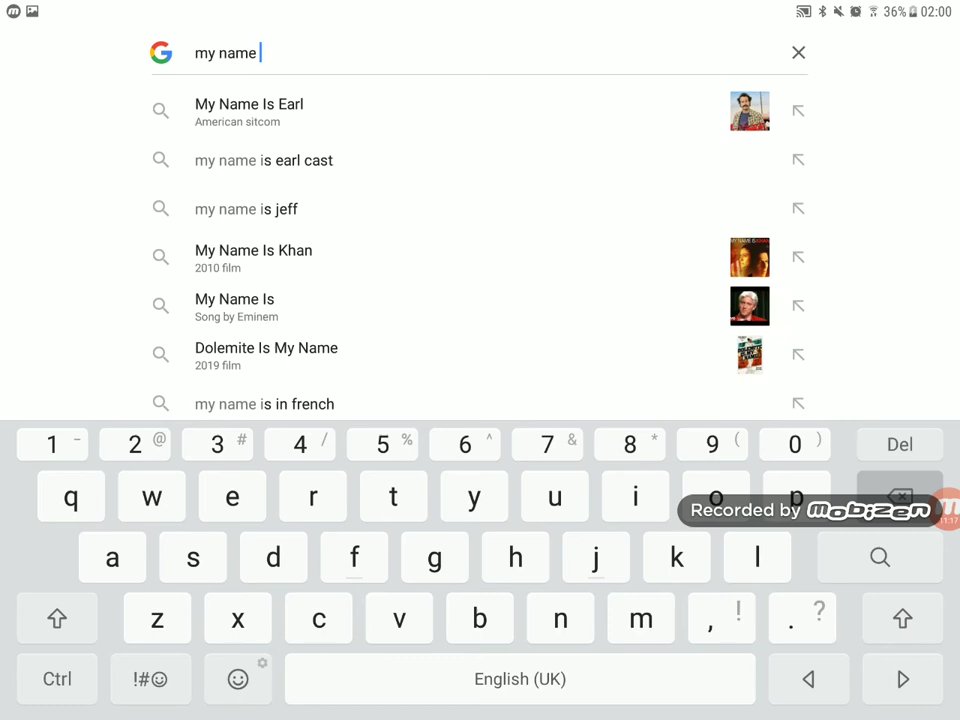 36% 02:00
my name
My Name Is Earl
American sitcom
my name is earl cast
my name is jeff
My Name Is Khan
2010 film
My Name Is
Song by Eminem
Dolemite Is My Name
2019 film
my name is in french
1 - 2 @ 3 # 4 / 5 % 6 ^ 7 & 8 * 9 ( 0 ) Del
q w e r t y u i o p
Recorded by mobizen
11:17
a s d f g h j k l
z x c v b n m , ! . ?
Ctrl !#☺ English (UK)